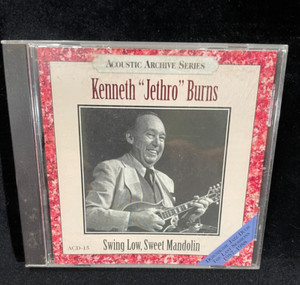 Acoustic Archive Series
Kenneth "Jethro" Burns
Swing Low, Sweet Mandolin
ACD-15